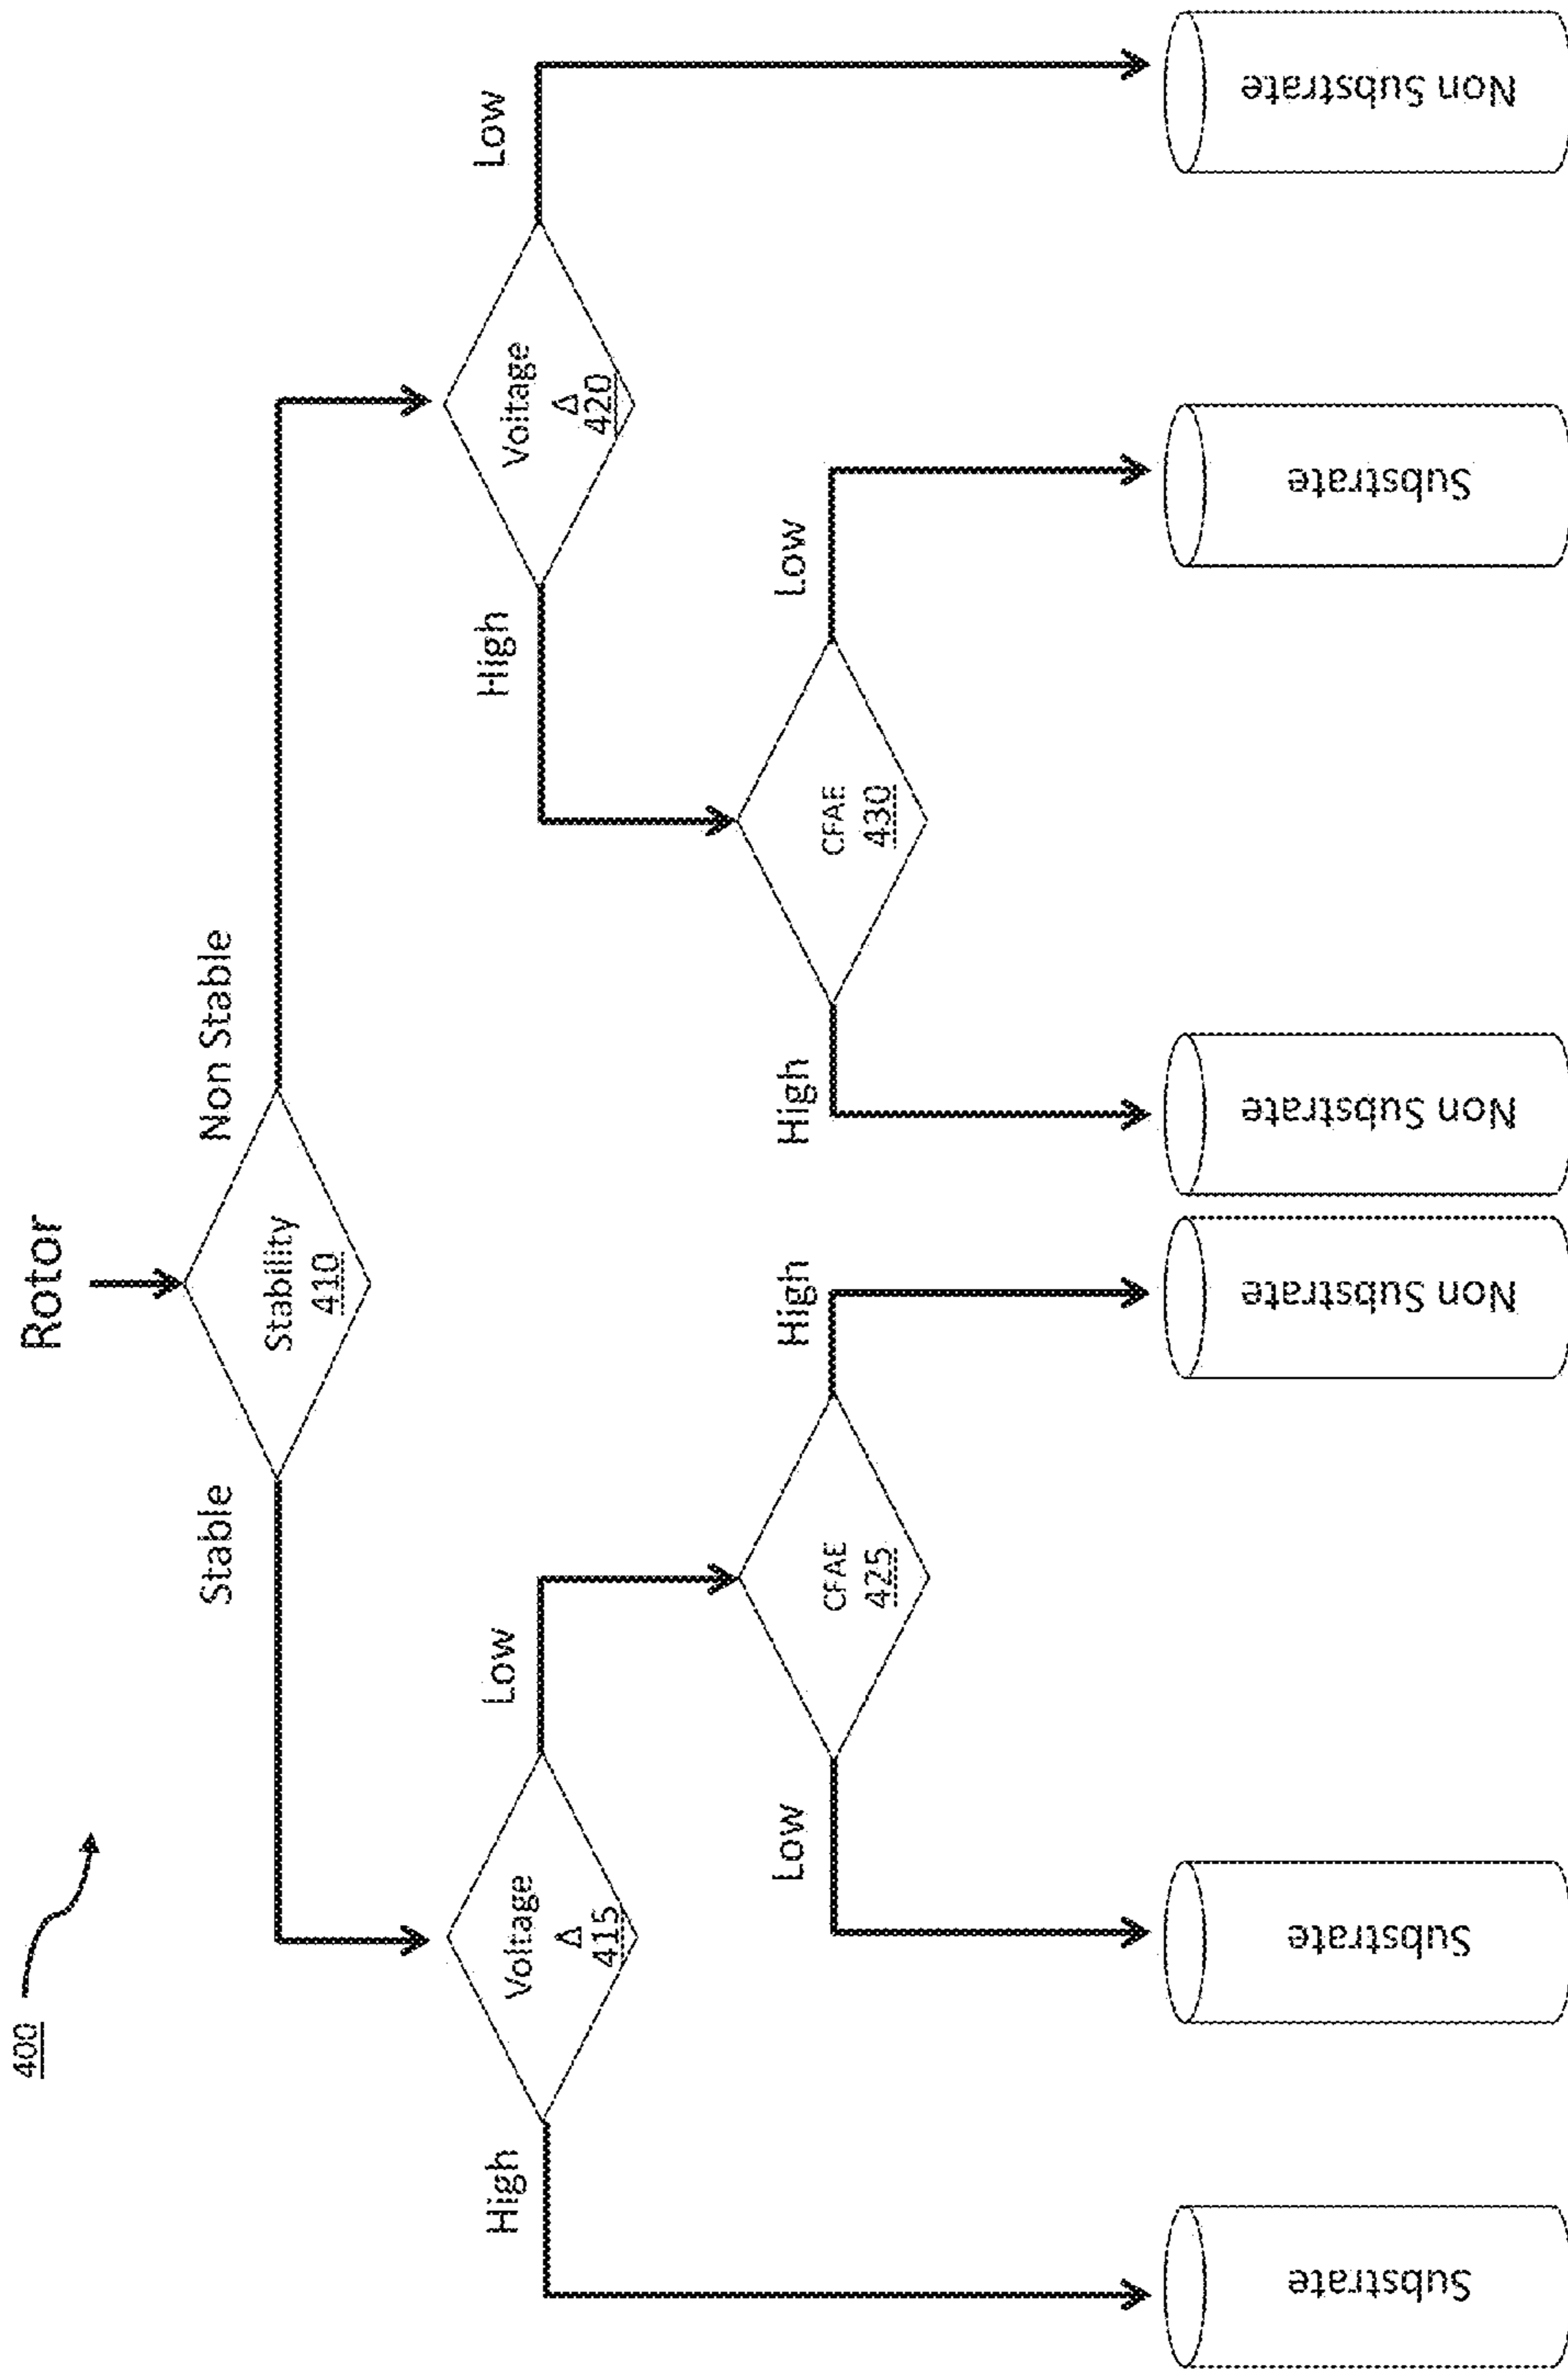 400
Rotor
Stable
Non Stable
Stability
410
High
Low
High
Low
Voltage
Δ
415
Voltage
Δ
420
Low
High
High
Low
CFAE
425
CFAE
430
Substrate
Substrate
Non Substrate
Non Substrate
Substrate
Non Substrate